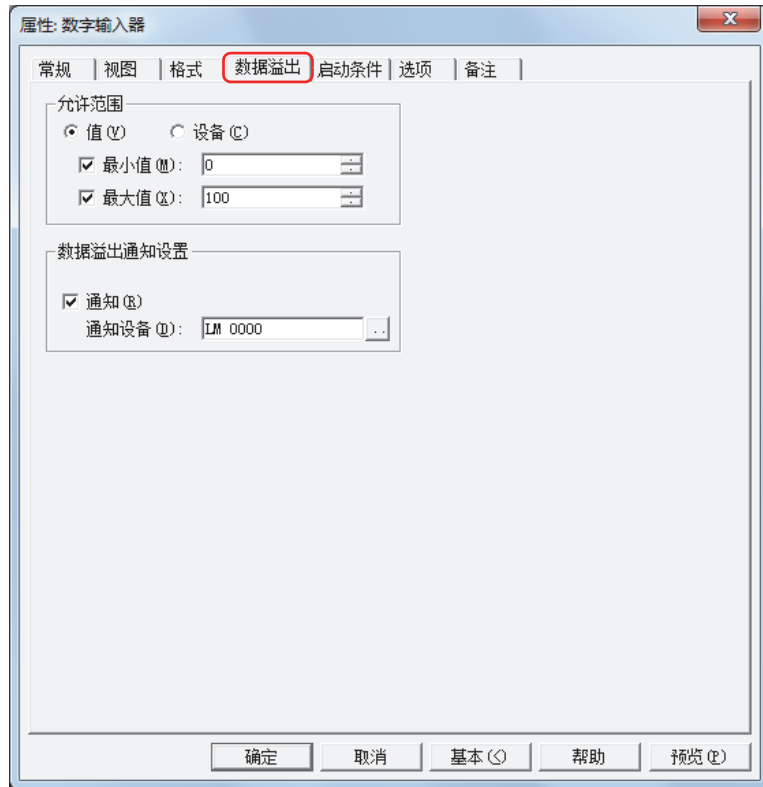 属性: 数字输入器
常规 视图 格式 数据溢出 启动条件 选项 备注
允许范围
值(V) 设备(C)
最小值(M): 0
最大值(X): 100
数据溢出通知设置
通知(R)
通知设备(D): LM 0000 ..
确定 取消 基本(<) 帮助 预览(P)